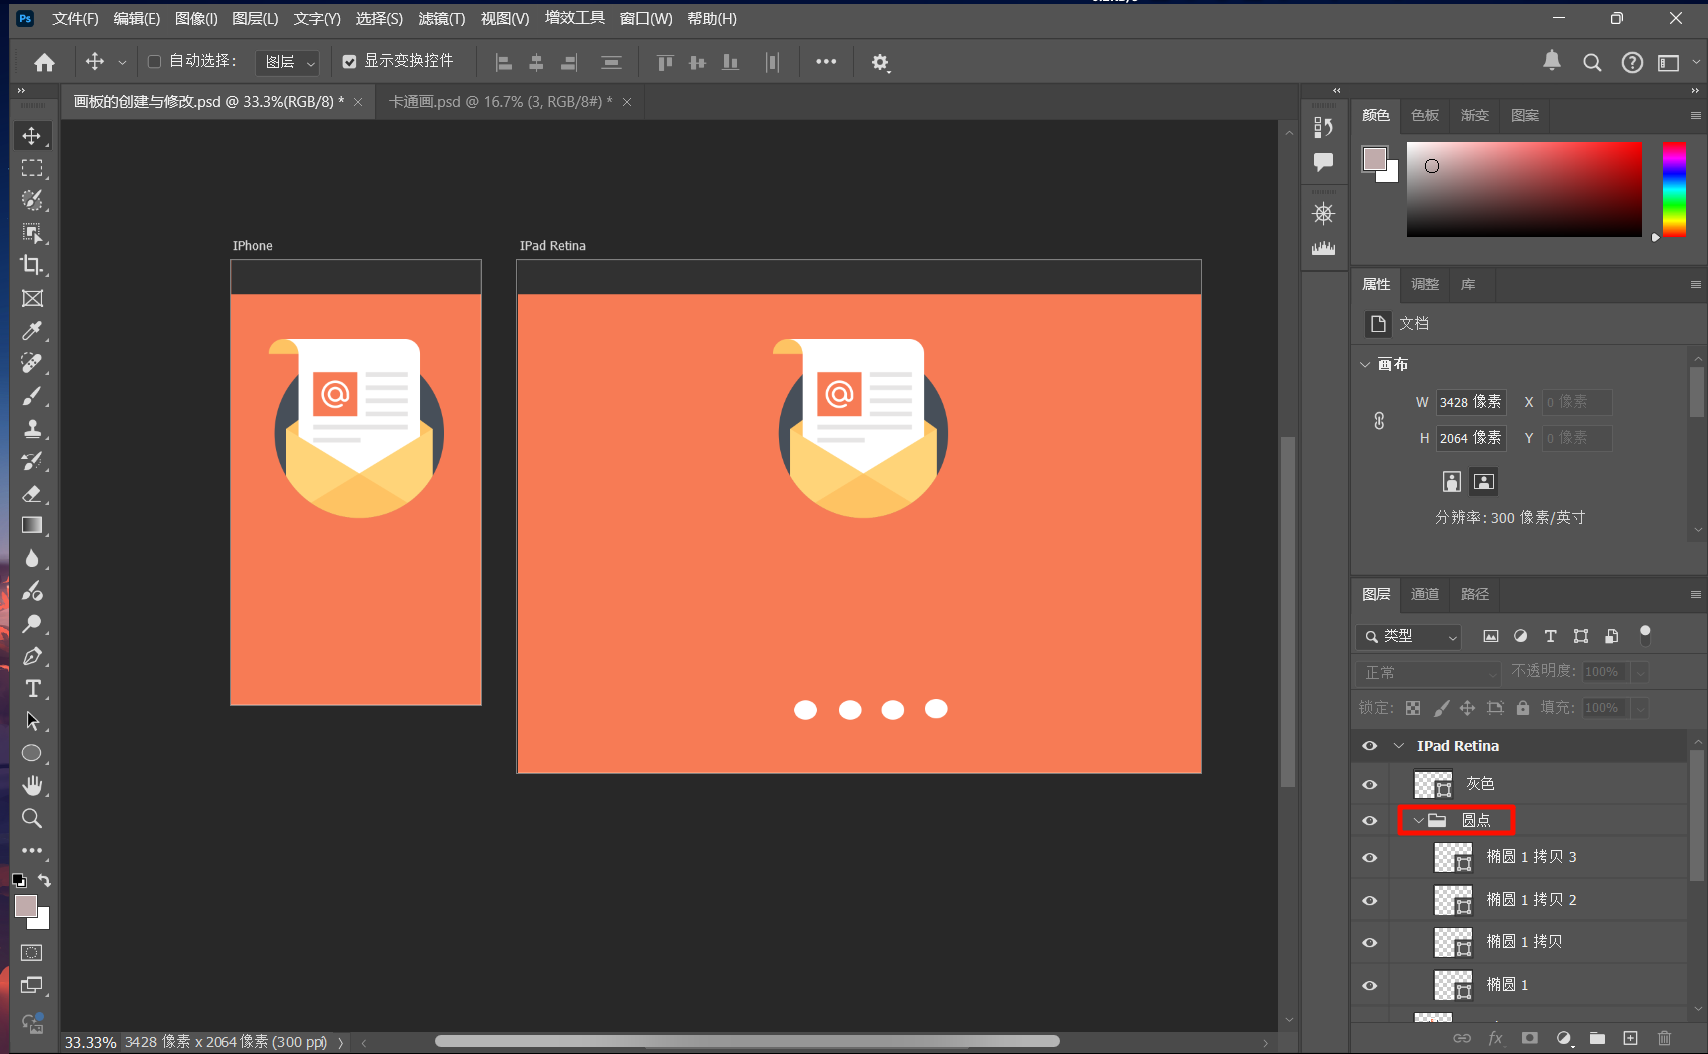 Ps 文件(F) 编辑(E) 图像(I) 图层(L) 文字(Y) 选择(S) 滤镜(T) 视图(V) 增效工具 窗口(W) 帮助(H)
自动选择： 图层 显示变换控件
画板的创建与修改.psd @ 33.3%(RGB/8) * × 卡通画.psd @ 16.7% (3, RGB/8#) * ×
颜色 色板 渐变 图案
IPhone
IPad Retina
@
@
属性 调整 库
文档
画布
W 3428 像素 X 0 像素
H 2064 像素 Y 0 像素
分辨率: 300 像素/英寸
图层 通道 路径
类型
正常 不透明度: 100%
锁定: 填充: 100%
IPad Retina
灰色
圆点
椭圆 1 拷贝 3
椭圆 1 拷贝 2
椭圆 1 拷贝
椭圆 1
fx
33.33% 3428 像素 x 2064 像素 (300 ppi)